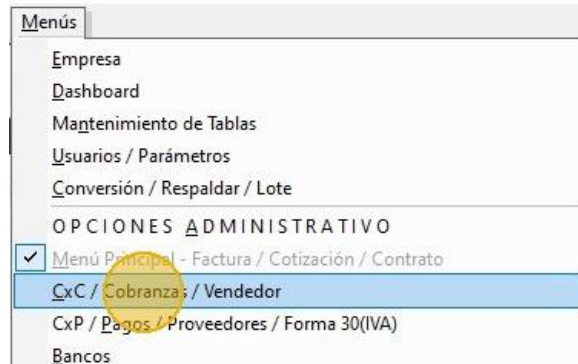 Menús
Empresa
Dashboard
Mantenimiento de Tablas
Usuarios / Parámetros
Conversión / Respaldar / Lote
OPCIONES ADMINISTRATIVO
Menú Principal - Factura / Cotización / Contrato
CxC / Cobranzas / Vendedor
CxP / Pagos / Proveedores / Forma 30(IVA)
Bancos